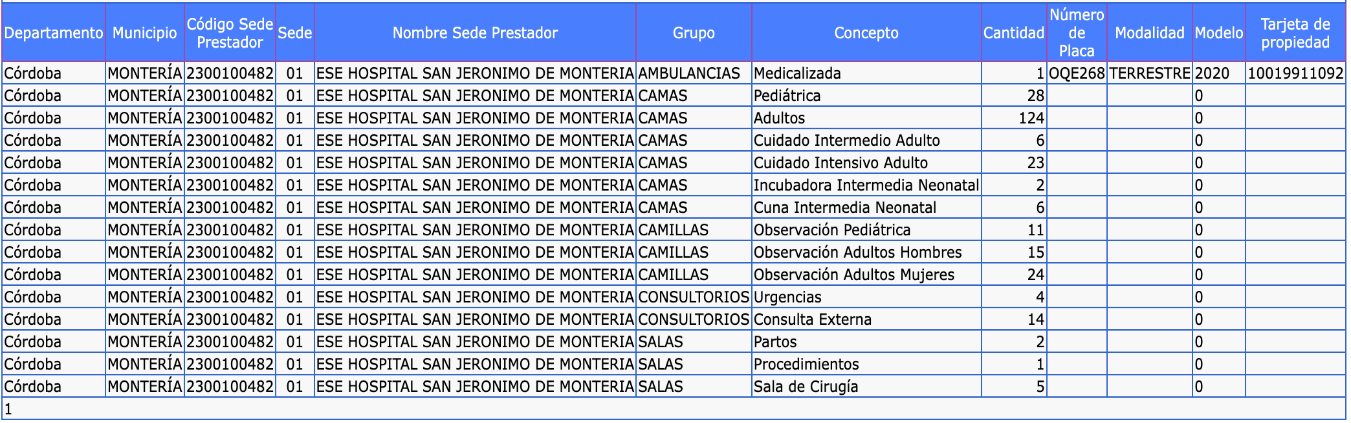 Departamento Municipio Código Sede Prestador Sede Nombre Sede Prestador Grupo Concepto Cantidad Número de Placa Modalidad Modelo Tarjeta de propiedad
Córdoba MONTERÍA 2300100482 01 ESE HOSPITAL SAN JERONIMO DE MONTERIA AMBULANCIAS Medicalizada 1 OQE268 TERRESTRE 2020 10019911092
Córdoba MONTERÍA 2300100482 01 ESE HOSPITAL SAN JERONIMO DE MONTERIA CAMAS Pediátrica 28 0
Córdoba MONTERÍA 2300100482 01 ESE HOSPITAL SAN JERONIMO DE MONTERIA CAMAS Adultos 124 0
Córdoba MONTERÍA 2300100482 01 ESE HOSPITAL SAN JERONIMO DE MONTERIA CAMAS Cuidado Intermedio Adulto 6 0
Córdoba MONTERÍA 2300100482 01 ESE HOSPITAL SAN JERONIMO DE MONTERIA CAMAS Cuidado Intensivo Adulto 23 0
Córdoba MONTERÍA 2300100482 01 ESE HOSPITAL SAN JERONIMO DE MONTERIA CAMAS Incubadora Intermedia Neonatal 2 0
Córdoba MONTERÍA 2300100482 01 ESE HOSPITAL SAN JERONIMO DE MONTERIA CAMAS Cuna Intermedia Neonatal 6 0
Córdoba MONTERÍA 2300100482 01 ESE HOSPITAL SAN JERONIMO DE MONTERIA CAMILLAS Observación Pediátrica 11 0
Córdoba MONTERÍA 2300100482 01 ESE HOSPITAL SAN JERONIMO DE MONTERIA CAMILLAS Observación Adultos Hombres 15 0
Córdoba MONTERÍA 2300100482 01 ESE HOSPITAL SAN JERONIMO DE MONTERIA CAMILLAS Observación Adultos Mujeres 24 0
Córdoba MONTERÍA 2300100482 01 ESE HOSPITAL SAN JERONIMO DE MONTERIA CONSULTORIOS Urgencias 4 0
Córdoba MONTERÍA 2300100482 01 ESE HOSPITAL SAN JERONIMO DE MONTERIA CONSULTORIOS Consulta Externa 14 0
Córdoba MONTERÍA 2300100482 01 ESE HOSPITAL SAN JERONIMO DE MONTERIA SALAS Partos 2 0
Córdoba MONTERÍA 2300100482 01 ESE HOSPITAL SAN JERONIMO DE MONTERIA SALAS Procedimientos 1 0
Córdoba MONTERÍA 2300100482 01 ESE HOSPITAL SAN JERONIMO DE MONTERIA SALAS Sala de Cirugía 5 0
1